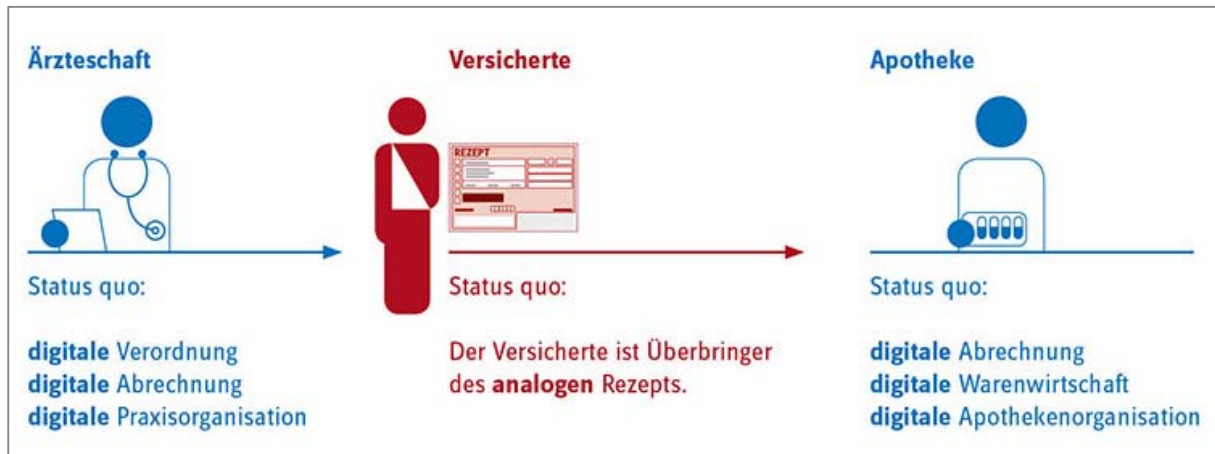 Ärzteschaft
Status quo:
digitale Verordnung
digitale Abrechnung
digitale Praxisorganisation
Versicherte
REZEPT
Status quo:
Der Versicherte ist Überbringer
des analogen Rezepts.
Apotheke
Status quo:
digitale Abrechnung
digitale Warenwirtschaft
digitale Apothekenorganisation